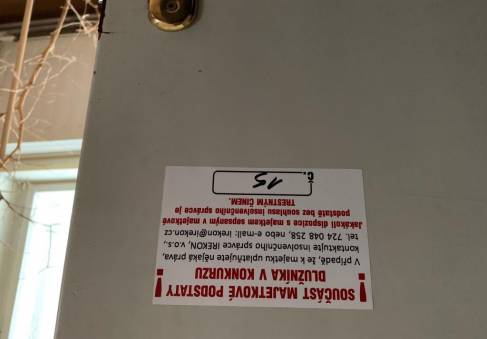 ! SOUČÁST MAJETKOVÉ PODSTATY !
DLUŽNÍKA V KONKURZU
V případě, že k majetku uplatňujete nějaká, práva,
kontaktujte insolvenčního správce IREKON, v.o.s.,
tel. 724 048 258, nebo e-mail: irekon@irekon.cz.
Jakákoli dispozice s majetkem sepsaným v majetkové
podstatě bez souhlasu insolvenčního správce je
TRESTNÝM ČINEM.
č. 15